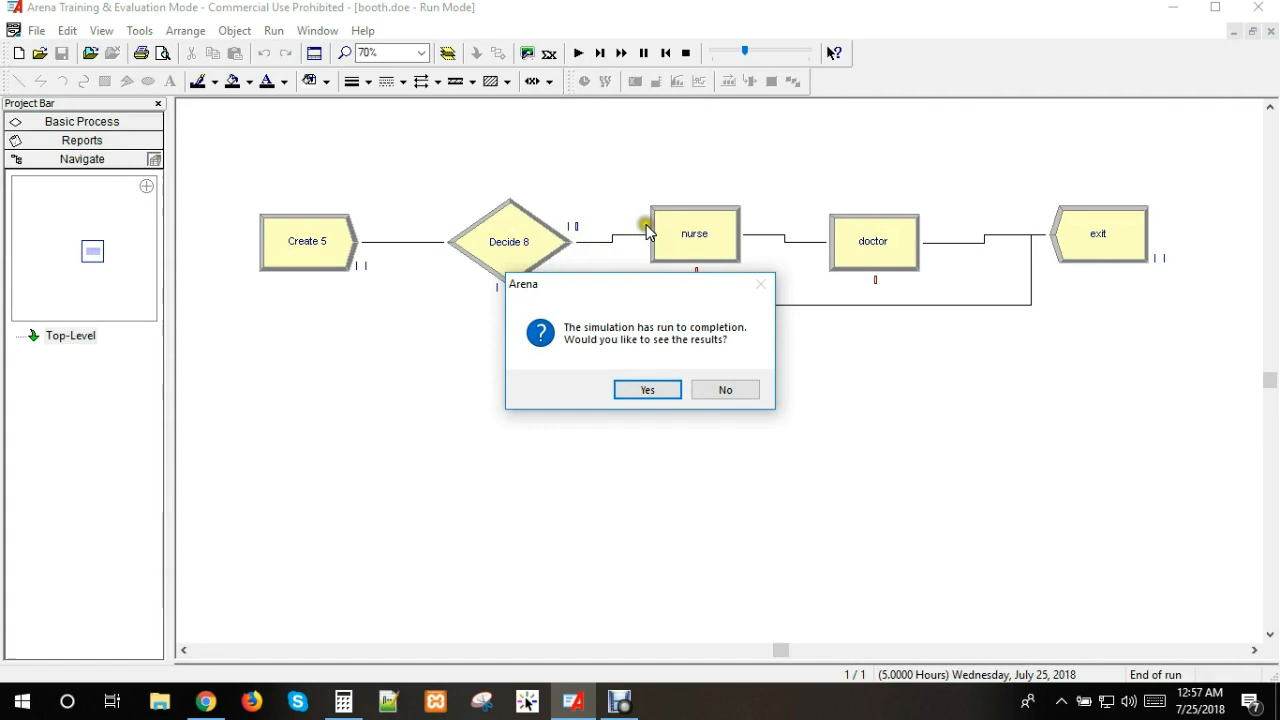 Arena Training & Evaluation Mode - Commercial Use Prohibited - [booth.doe - Run Mode]
File Edit View Tools Arrange Object Run Window Help
70%
Project Bar
Basic Process
Reports
Navigate
Top-Level
Create 5
Decide 8
nurse
doctor
exit
Arena
The simulation has run to completion.
Would you like to see the results?
Yes No
1 / 1 (5.0000 Hours) Wednesday, July 25, 2018 End of run
12:57 AM
7/25/2018
7